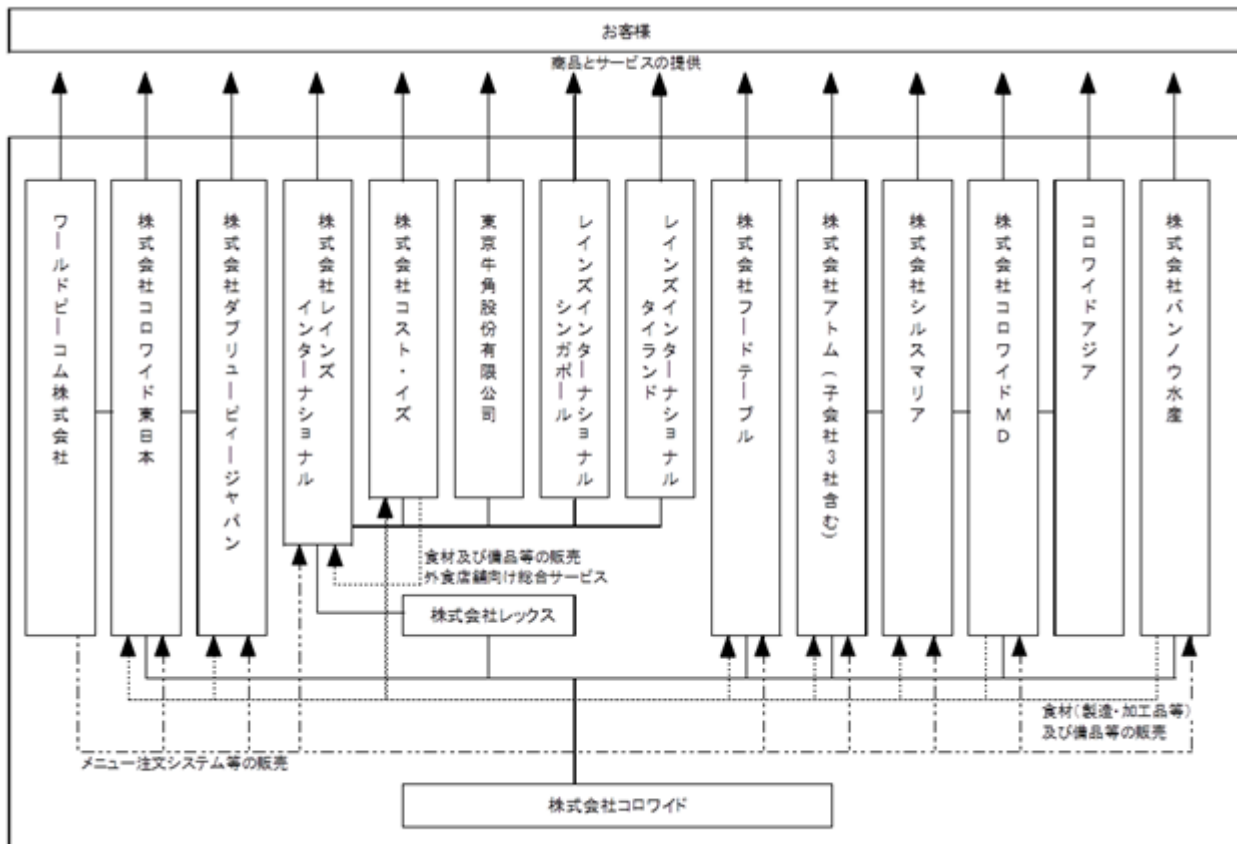 お客様
商品とサービスの提供
ワールドピーコム株式会社
株式会社コロワイド東日本
株式会社ダブリューピィージャパン
株式会社レインズ
インターナショナル
株式会社コスト・イズ
東京牛角股份有限公司
レインズインターナショナル
シンガポール
レインズインターナショナル
タイランド
株式会社フードテーブル
株式会社アトム(子会社3社含む)
株式会社シルスマリア
株式会社コロワイドMD
コロワイドアジア
株式会社バンノウ水産
食材及び備品等の販売
外食店舗向け総合サービス
株式会社レックス
食材(製造・加工品等)
及び備品等の販売
メニュー注文システム等の販売
株式会社コロワイド